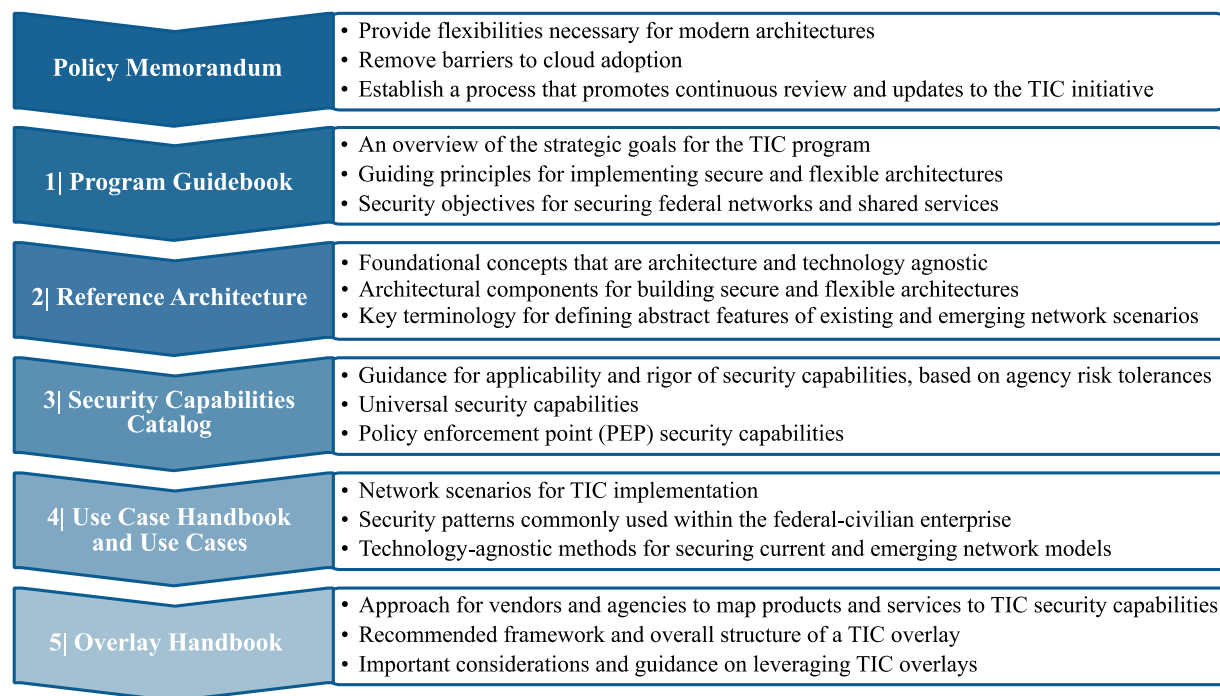 Policy Memorandum
• Provide flexibilities necessary for modern architectures
• Remove barriers to cloud adoption
• Establish a process that promotes continuous review and updates to the TIC initiative
1| Program Guidebook
• An overview of the strategic goals for the TIC program
• Guiding principles for implementing secure and flexible architectures
• Security objectives for securing federal networks and shared services
2| Reference Architecture
• Foundational concepts that are architecture and technology agnostic
• Architectural components for building secure and flexible architectures
• Key terminology for defining abstract features of existing and emerging network scenarios
3| Security Capabilities
Catalog
• Guidance for applicability and rigor of security capabilities, based on agency risk tolerances
• Universal security capabilities
• Policy enforcement point (PEP) security capabilities
4| Use Case Handbook
and Use Cases
• Network scenarios for TIC implementation
• Security patterns commonly used within the federal-civilian enterprise
• Technology-agnostic methods for securing current and emerging network models
5| Overlay Handbook
• Approach for vendors and agencies to map products and services to TIC security capabilities
• Recommended framework and overall structure of a TIC overlay
• Important considerations and guidance on leveraging TIC overlays